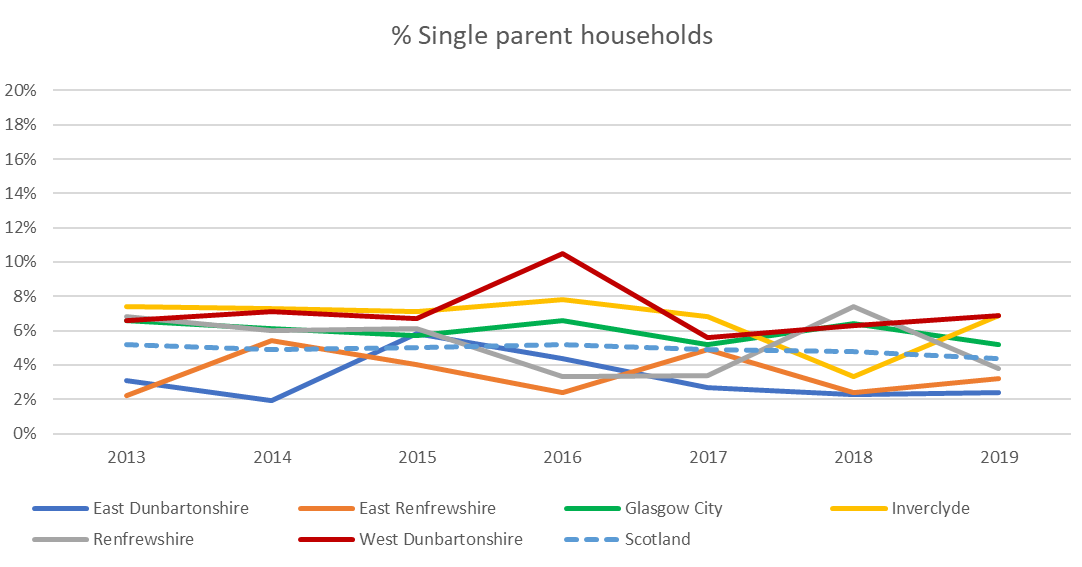 % Single parent households
20%
18%
16%
14%
12%
10%
8%
6%
4%
2%
0%
2013 2014 2015 2016 2017 2018 2019
East Dunbartonshire East Renfrewshire Glasgow City Inverclyde
Renfrewshire West Dunbartonshire Scotland